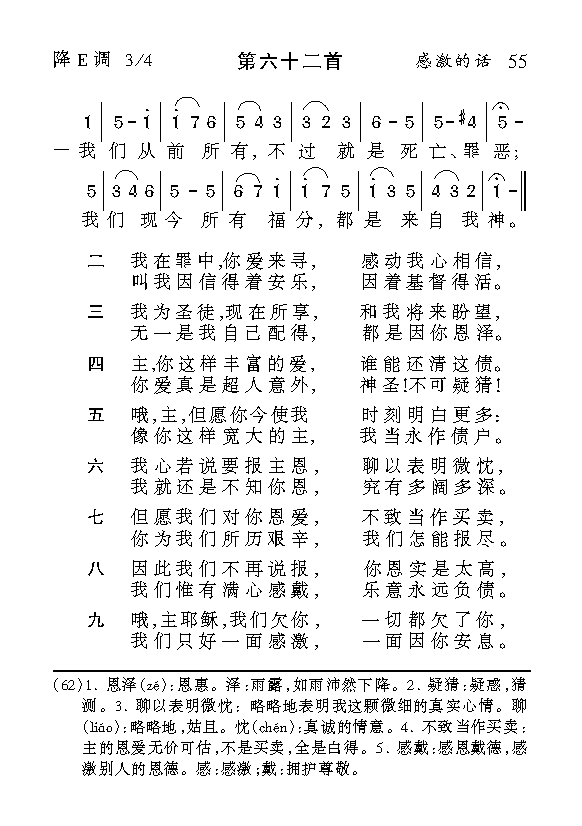 降E调 3/4 第六十二首 感激的话 55
1 | 5 - i | i 7 6 | 5 4 3 | 3 2 3 | 6 - 5 | 5 - #4 | 5 -
一我们从前所有,不过就是死亡、罪恶;
5 | 3 4 6 | 5 - 5 | 6 7 i | i 7 5 | i 3 5 | 4 3 2 | i - ‖
我们现今所有福分,都是来自我神。
二 我在罪中,你爱来寻, 感动我心相信,
叫我因信得着安乐, 因着基督得活。
三 我为圣徒,现在所享, 和我将来盼望,
无一是我自己配得, 都是因你恩泽。
四 主,你这样丰富的爱, 谁能还清这债。
你爱真是超人意外, 神圣!不可疑猜!
五 哦,主,但愿你今使我 时刻明白更多:
像你这样宽大的主, 我当永作债户。
六 我心若说要报主恩, 聊以表明微忱,
我就还是不知你恩, 究有多阔多深。
七 但愿我们对你恩爱, 不致当作买卖,
你为我们所历艰辛, 我们怎能报尽。
八 因此我们不再说报, 你恩实是太高,
我们惟有满心感戴, 乐意永远负债。
九 哦,主耶稣,我们欠你, 一切都欠了你,
我们只好一面感激, 一面因你安息。
(62)1. 恩泽(zé):恩惠。泽:雨露,如雨沛然下降。2. 疑猜:疑惑,猜
测。3. 聊以表明微忱: 略略地表明我这颗微细的真实心情。聊
(liáo):略略地,姑且。忱(chén):真诚的情意。4. 不致当作买卖:
主的恩爱无价可估,不是买卖,全是白得。5. 感戴:感恩戴德,感
激别人的恩德。感:感激;戴:拥护尊敬。